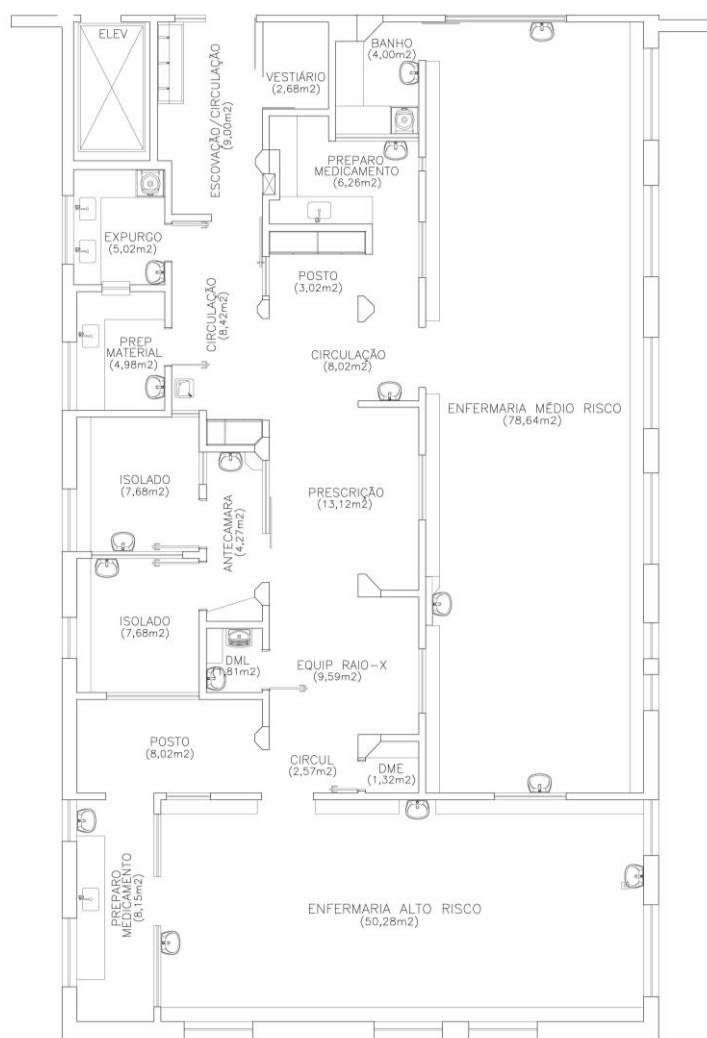 ELEV
ESCOVAÇÃO/CIRCULAÇÃO
(9,00m2)
VESTIÁRIO
(2,68m2)
BANHO
(4,00m2)
PREPARO
MEDICAMENTO
(6,26m2)
EXPURGO
(5,02m2)
POSTO
(3,02m2)
CIRCULAÇÃO
(8,42m2)
PREP
MATERIAL
(4,98m2)
CIRCULAÇÃO
(8,02m2)
ENFERMARIA MÉDIO RISCO
(78,64m2)
ISOLADO
(7,68m2)
ANTECAMARA
(4,27m2)
PRESCRIÇÃO
(13,12m2)
ISOLADO
(7,68m2)
DML
(1,81m2)
EQUIP RAIO-X
(9,59m2)
POSTO
(8,02m2)
CIRCUL
(2,57m2)
DME
(1,32m2)
PREPARO
MEDICAMENTO
(8,15m2)
ENFERMARIA ALTO RISCO
(50,28m2)